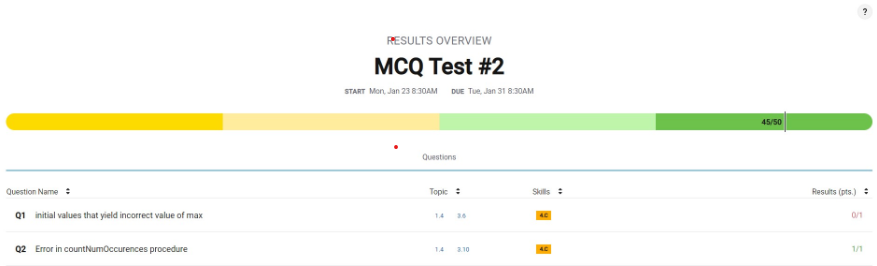 ?
RESULTS OVERVIEW
MCQ Test #2
START Mon, Jan 23 8:30AM DUE Tue, Jan 31 8:30AM
45/50
Questions
Question Name Topic Skills Results (pts.)
Q1 initial values that yield incorrect value of max 1.4 3.6 4.C 0/1
Q2 Error in countNumOccurences procedure 1.4 3.10 4.C 1/1